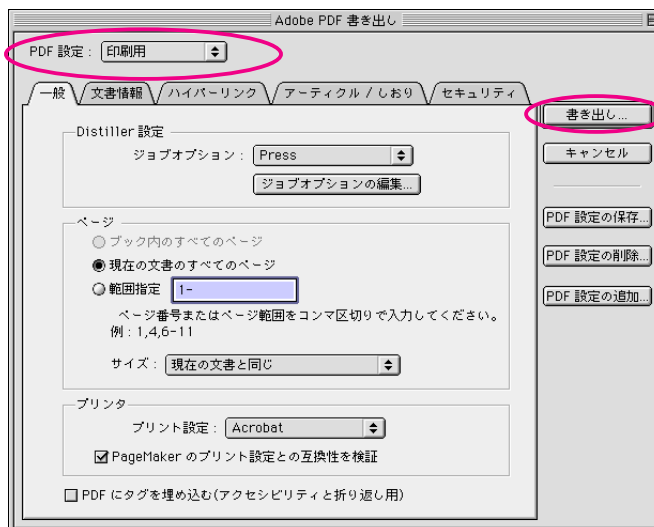 Adobe PDF 書き出し
PDF 設定 : 印刷用
一般 文書情報 ハイパーリンク アーティクル / しおり セキュリティ
書き出し...
キャンセル
PDF 設定の保存...
PDF 設定の削除...
PDF 設定の追加...
Distiller 設定
ジョブオプション : Press
ジョブオプションの編集...
ページ
ブック内のすべてのページ
現在の文書のすべてのページ
範囲指定 1-
ページ番号またはページ範囲をコンマ区切りで入力してください。
例 : 1,4,6-11
サイズ : 現在の文書と同じ
プリンタ
プリント設定 : Acrobat
PageMaker のプリント設定との互換性を検証
PDF にタグを埋め込む(アクセシビリティと折り返し用)